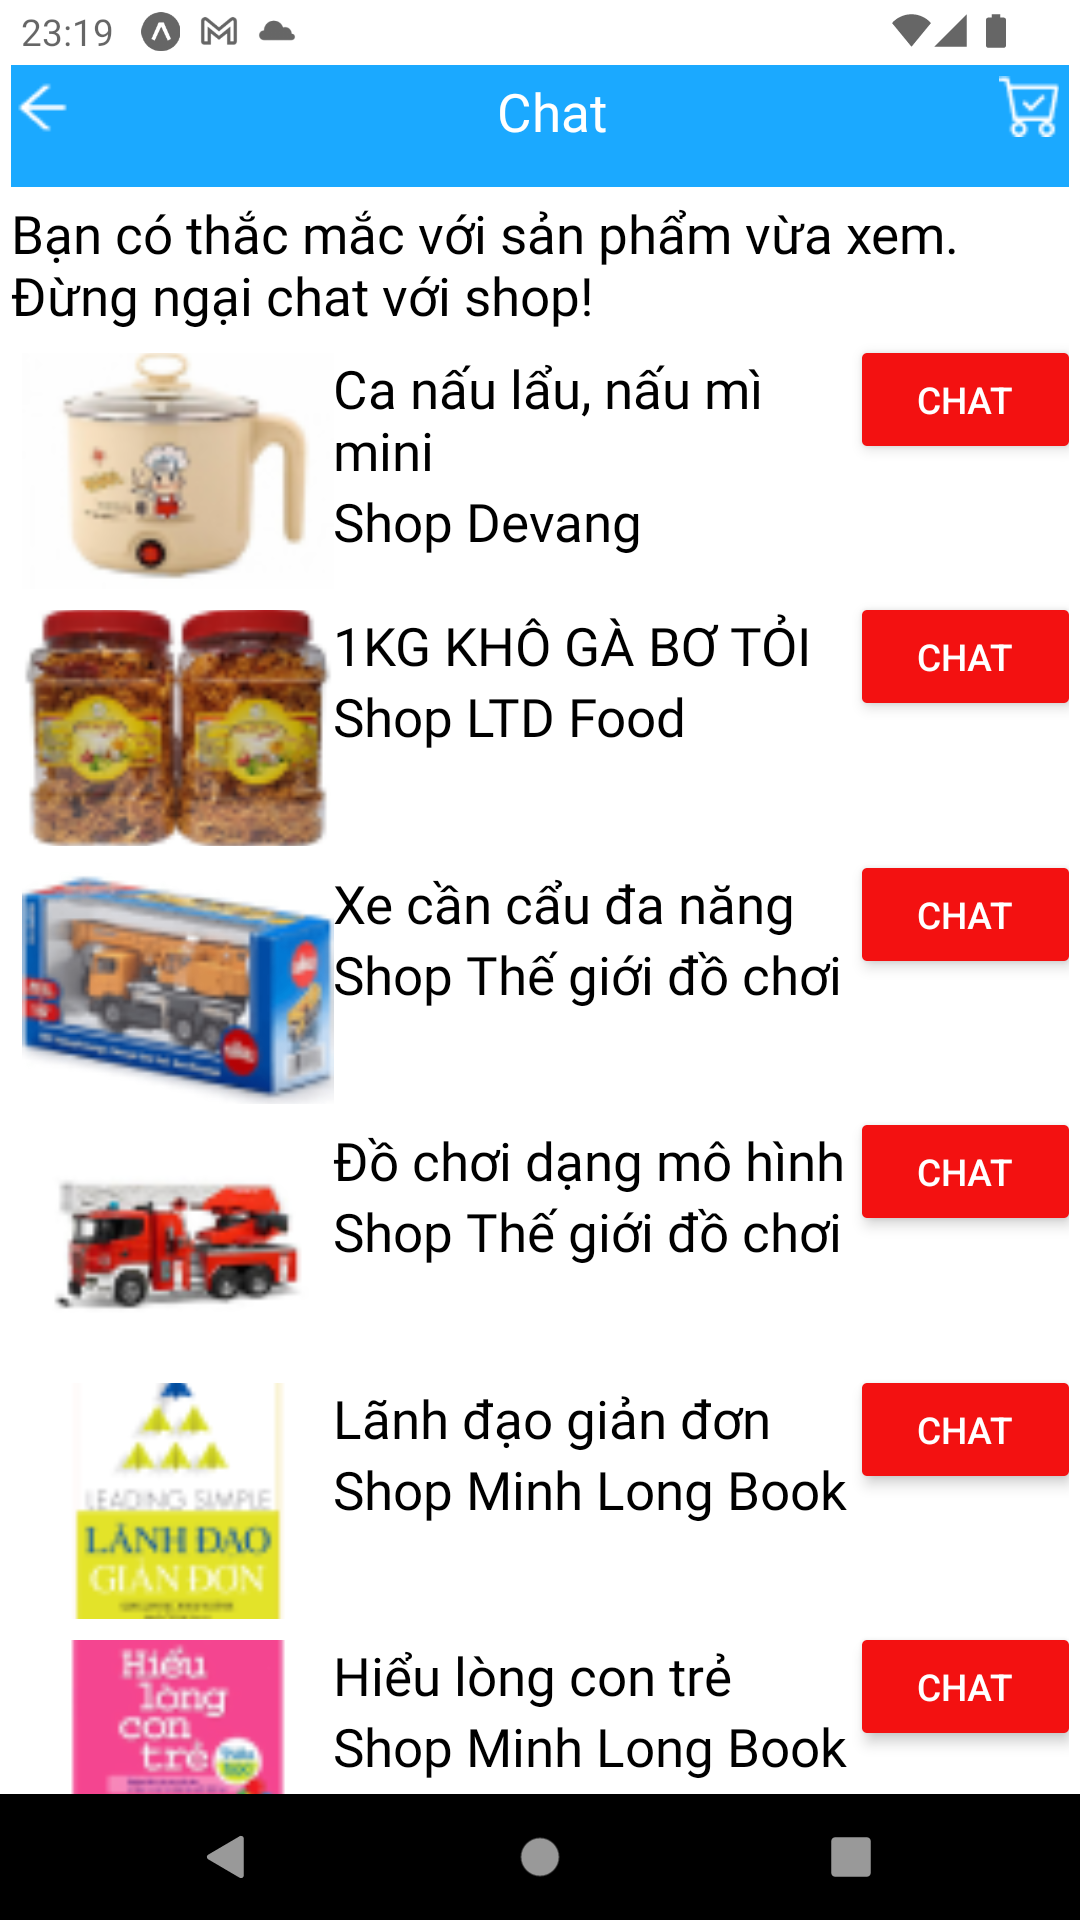 23:19
Chat
Bạn có thắc mắc với sản phẩm vừa xem.
Đừng ngại chat với shop!
Ca nấu lẩu, nấu mì
mini
Shop Devang
CHAT
1KG KHÔ GÀ BƠ TỎI
Shop LTD Food
CHAT
Xe cần cẩu đa năng
Shop Thế giới đồ chơi
CHAT
Đồ chơi dạng mô hình
Shop Thế giới đồ chơi
CHAT
LEADING SIMPLE
LÃNH ĐẠO
GIẢN ĐƠN
Lãnh đạo giản đơn
Shop Minh Long Book
CHAT
Hiểu
lòng
con
trẻ
Hiểu lòng con trẻ
Shop Minh Long Book
CHAT